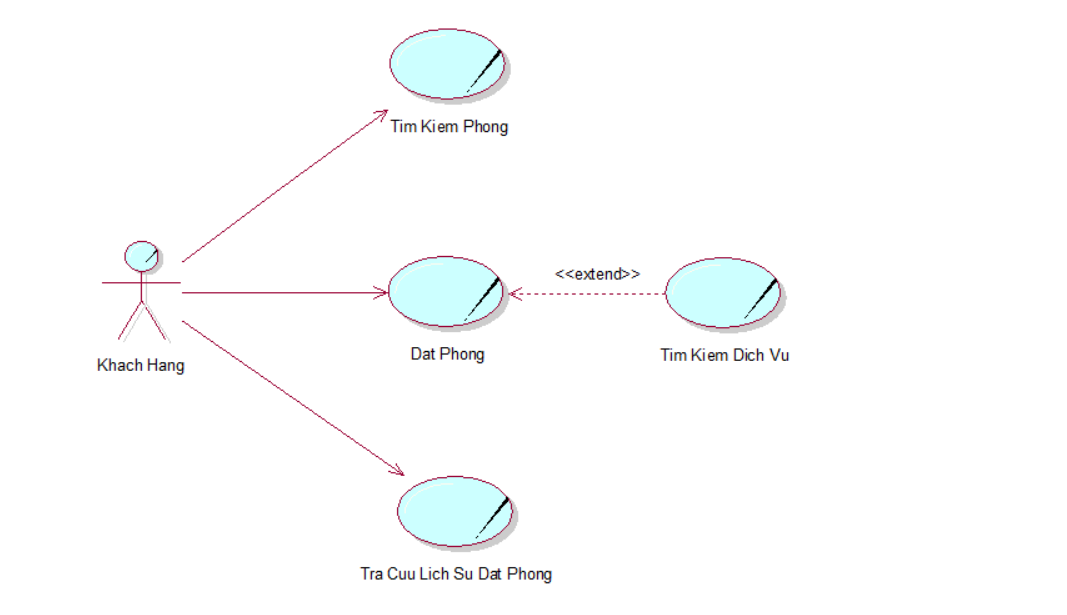 Tim Kiem Phong
<<extend>>
Dat Phong
Tim Kiem Dich Vu
Khach Hang
Tra Cuu Lich Su Dat Phong